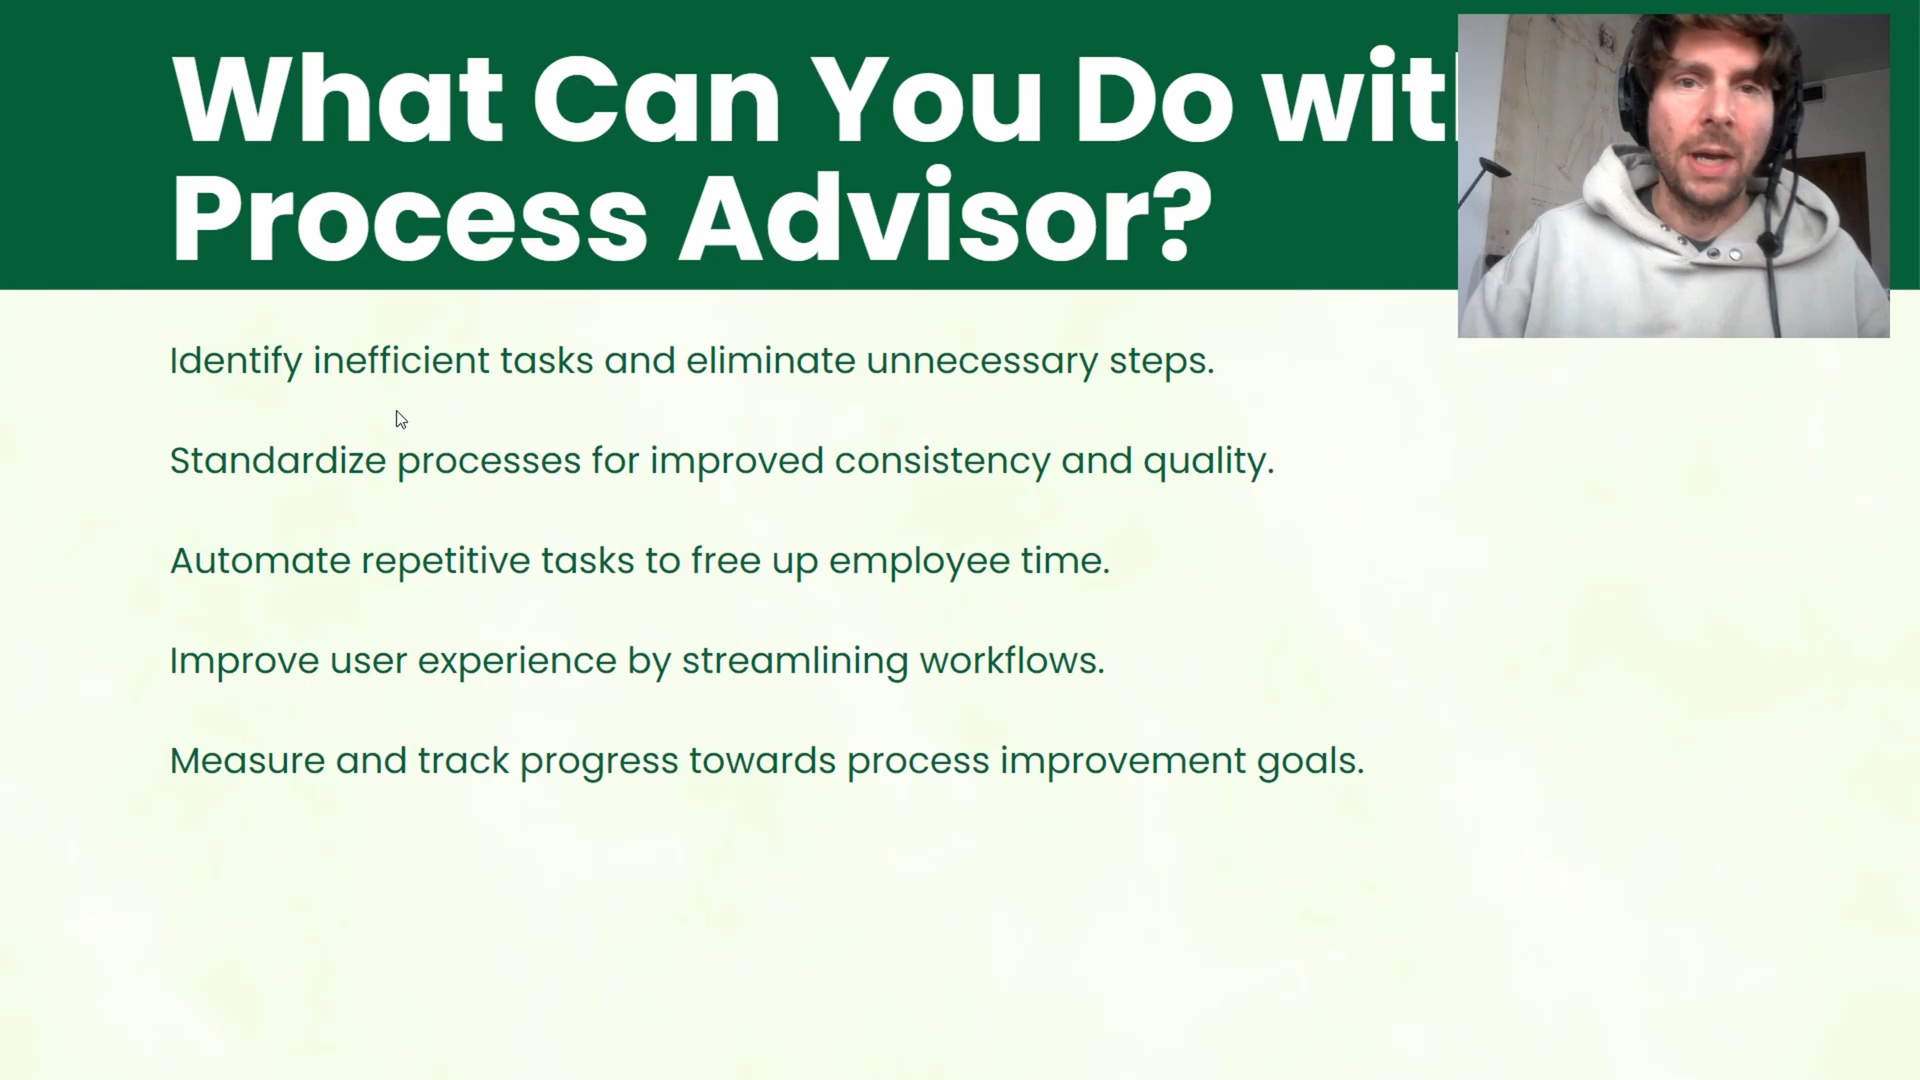 What Can You Do wit
Process Advisor?
Identify inefficient tasks and eliminate unnecessary steps.
Standardize processes for improved consistency and quality.
Automate repetitive tasks to free up employee time.
Improve user experience by streamlining workflows.
Measure and track progress towards process improvement goals.